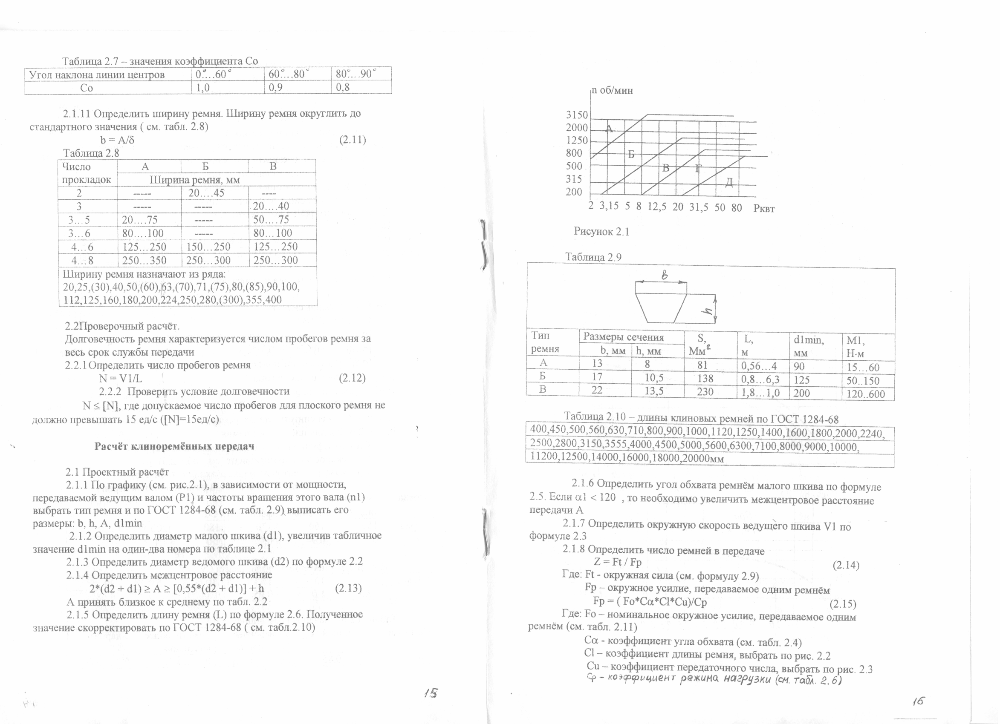 Таблица 2.7 – значения коэффициента Со
Угол наклона линии центров 0°...60° 60°...80° 80°...90°
Со 1,0 0,9 0,8
2.1.11 Определить ширину ремня. Ширину ремня округлить до
стандартного значения ( см. табл. 2.8)
b = A/δ (2.11)
Таблица 2.8
Число А Б В
прокладок Ширина ремня, мм
2 ----- 20....45 ----
3 ----- ----- 20....40
3...5 20....75 ----- 50....75
3...6 80....100 ----- 80...100
4...6 125...250 150...250 125...250
4...8 250...350 250...300 250...300
Ширину ремня назначают из ряда:
20,25,(30),40,50,(60),63,(70),71,(75),80,(85),90,100,
112,125,160,180,200,224,250,280,(300),355,400
2.2Проверочный расчёт.
Долговечность ремня характеризуется числом пробегов ремня за
весь срок службы передачи
2.2.1 Определить число пробегов ремня
N = V1/L (2.12)
2.2.2 Проверить условие долговечности
N ≤ [N], где допускаемое число пробегов для плоского ремня не
должно превышать 15 ед/с ([N]=15ед/с)
Расчёт клиноремённых передач
2.1 Проектный расчёт
2.1.1 По графику (см. рис.2.1), в зависимости от мощности,
передаваемой ведущим валом (P1) и частоты вращения этого вала (n1)
выбрать тип ремня и по ГОСТ 1284-68 (см. табл. 2.9) выписать его
размеры: b, h, A, d1min
2.1.2 Определить диаметр малого шкива (d1), увеличив табличное
значение d1min на один-два номера по таблице 2.1
2.1.3 Определить диаметр ведомого шкива (d2) по формуле 2.2
2.1.4 Определить межцентровое расстояние
2*(d2 + d1) ≥ A ≥ [0,55*(d2 + d1)] + h (2.13)
А принять близкое к среднему по табл. 2.2
2.1.5 Определить длину ремня (L) по формуле 2.6. Полученное
значение скорректировать по ГОСТ 1284-68 ( см. табл.2.10)
15
n об/мин
3150
2000 А
1250
800 Б
500 В Г
315 Д
200
2 3,15 5 8 12,5 20 31,5 50 80 Рквт
Рисунок 2.1
Таблица 2.9
в
h
Тип Размеры сечения S, L, d1min, M1,
ремня b, мм h, мм Мм² м мм Н·м
А 13 8 81 0,56...4 90 15...60
Б 17 10,5 138 0,8...6,3 125 50..150
В 22 13,5 230 1,8...1,0 200 120..600
Таблица 2.10 – длины клиновых ремней по ГОСТ 1284-68
400,450,500,560,630,710,800,900,1000,1120,1250,1400,1600,1800,2000,2240,
2500,2800,3150,3555,4000,4500,5000,5600,6300,7100,8000,9000,10000,
11200,12500,14000,16000,18000,20000мм
2.1.6 Определить угол обхвата ремнём малого шкива по формуле
2.5. Если α1 < 120 , то необходимо увеличить межцентровое расстояние
передачи А
2.1.7 Определить окружную скорость ведущего шкива V1 по
формуле 2.3
2.1.8 Определить число ремней в передаче
Z = Ft / Fp (2.14)
Где: Ft - окружная сила (см. формулу 2.9)
Fp – окружное усилие, передаваемое одним ремнём
Fp = ( Fo*Cα*Cl*Cu)/Cp (2.15)
Где: Fo – номинальное окружное усилие, передаваемое одним
ремнём (см. табл. 2.11)
Cα - коэффициент угла обхвата (см. табл. 2.4)
Cl – коэффициент длины ремня, выбрать по рис. 2.2
Cu – коэффициент передаточного числа, выбрать по рис. 2.3
Ср – коэффициент режима нагрузки (см. табл. 2.6)
16